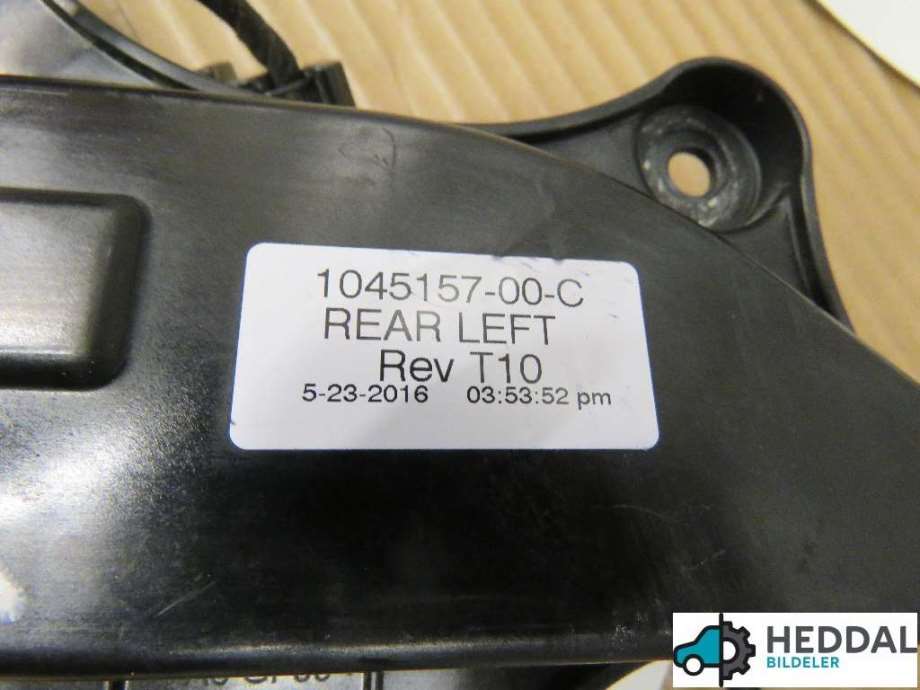 1045157-00-C
REAR LEFT
Rev T10
5-23-2016 03:53:52 pm
HEDDAL
BILDELER